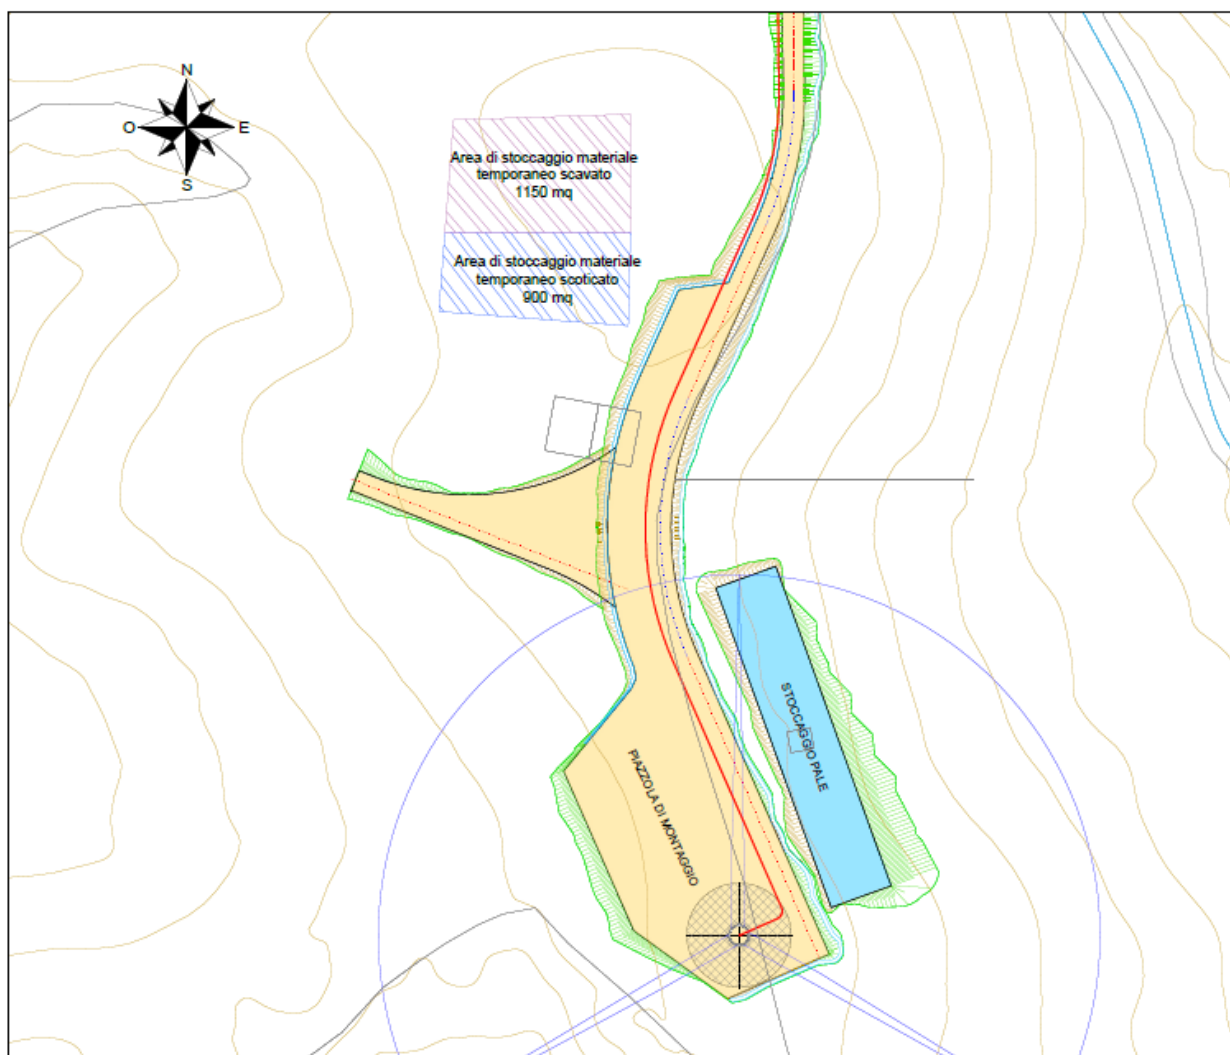 N
O
E
S
Area di stoccaggio materiale
temporaneo scavato
1150 mq
Area di stoccaggio materiale
temporaneo scoticato
900 mq
STOCCAGGIO PALE
PIAZZOLA DI MONTAGGIO